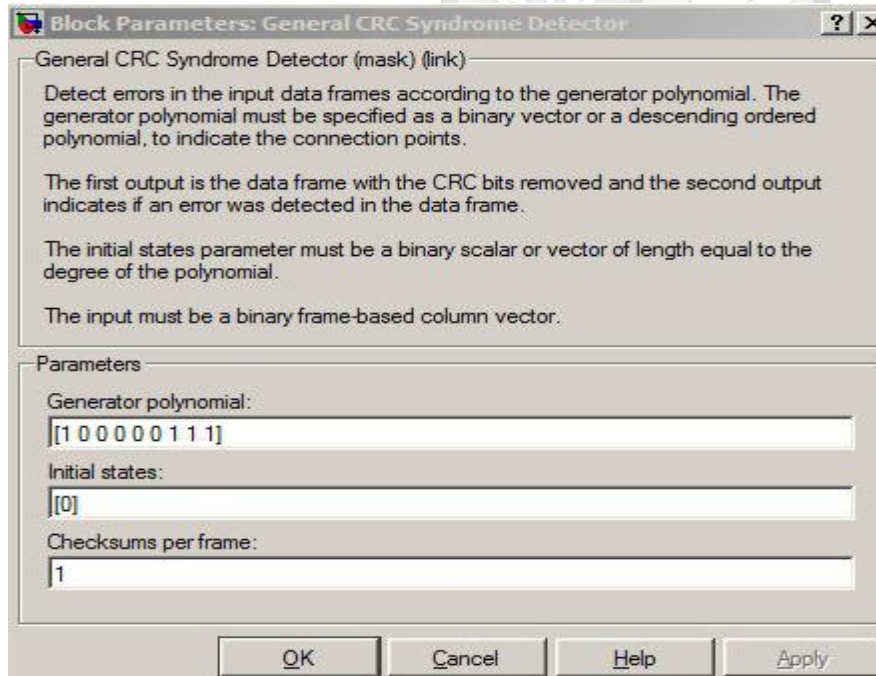 Block Parameters: General CRC Syndrome Detector
General CRC Syndrome Detector (mask) (link)
Detect errors in the input data frames according to the generator polynomial. The
generator polynomial must be specified as a binary vector or a descending ordered
polynomial, to indicate the connection points.
The first output is the data frame with the CRC bits removed and the second output
indicates if an error was detected in the data frame.
The initial states parameter must be a binary scalar or vector of length equal to the
degree of the polynomial.
The input must be a binary frame-based column vector.
Parameters
Generator polynomial:
[1 0 0 0 0 0 1 1 1]
Initial states:
[0]
Checksums per frame:
1
OK Cancel Help Apply